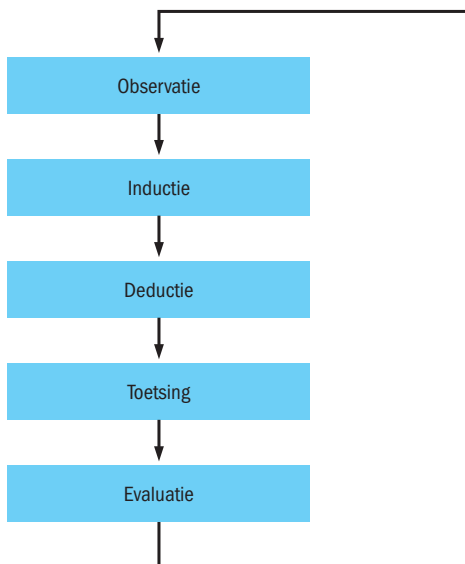 Observatie
Inductie
Deductie
Toetsing
Evaluatie